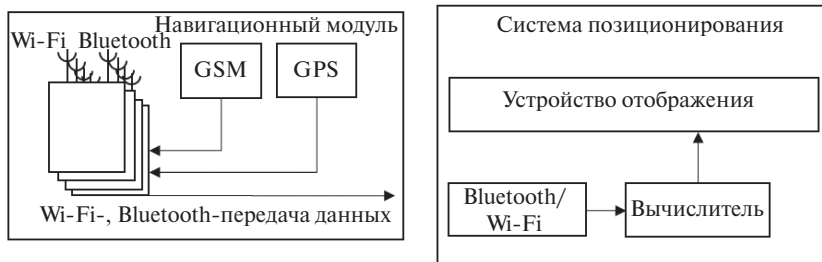 Навигационный модуль
Wi-Fi Bluetooth
GSM
GPS
Wi-Fi-, Bluetooth-передача данных
Система позиционирования
Устройство отображения
Bluetooth/
Wi-Fi
Вычислитель